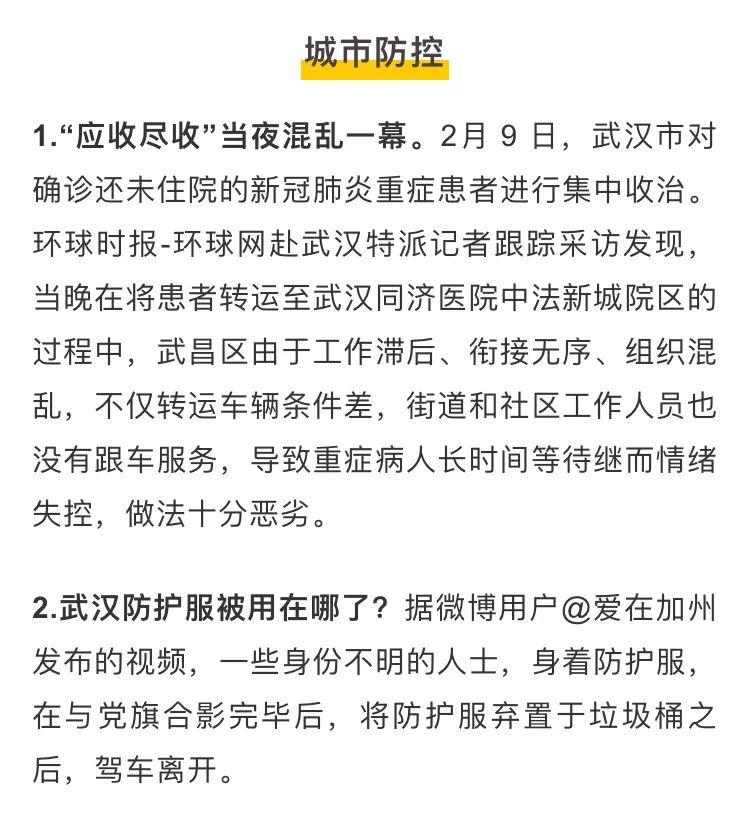 城市防控
1.“应收尽收”当夜混乱一幕。2月 9 日，武汉市对
确诊还未住院的新冠肺炎重症患者进行集中收治。
环球时报-环球网赴武汉特派记者跟踪采访发现，
当晚在将患者转运至武汉同济医院中法新城院区的
过程中，武昌区由于工作滞后、衔接无序、组织混
乱，不仅转运车辆条件差，街道和社区工作人员也
没有跟车服务，导致重症病人长时间等待继而情绪
失控，做法十分恶劣。
2.武汉防护服被用在哪了？据微博用户@爱在加州
发布的视频，一些身份不明的人士，身着防护服，
在与党旗合影完毕后，将防护服弃置于垃圾桶之
后，驾车离开。